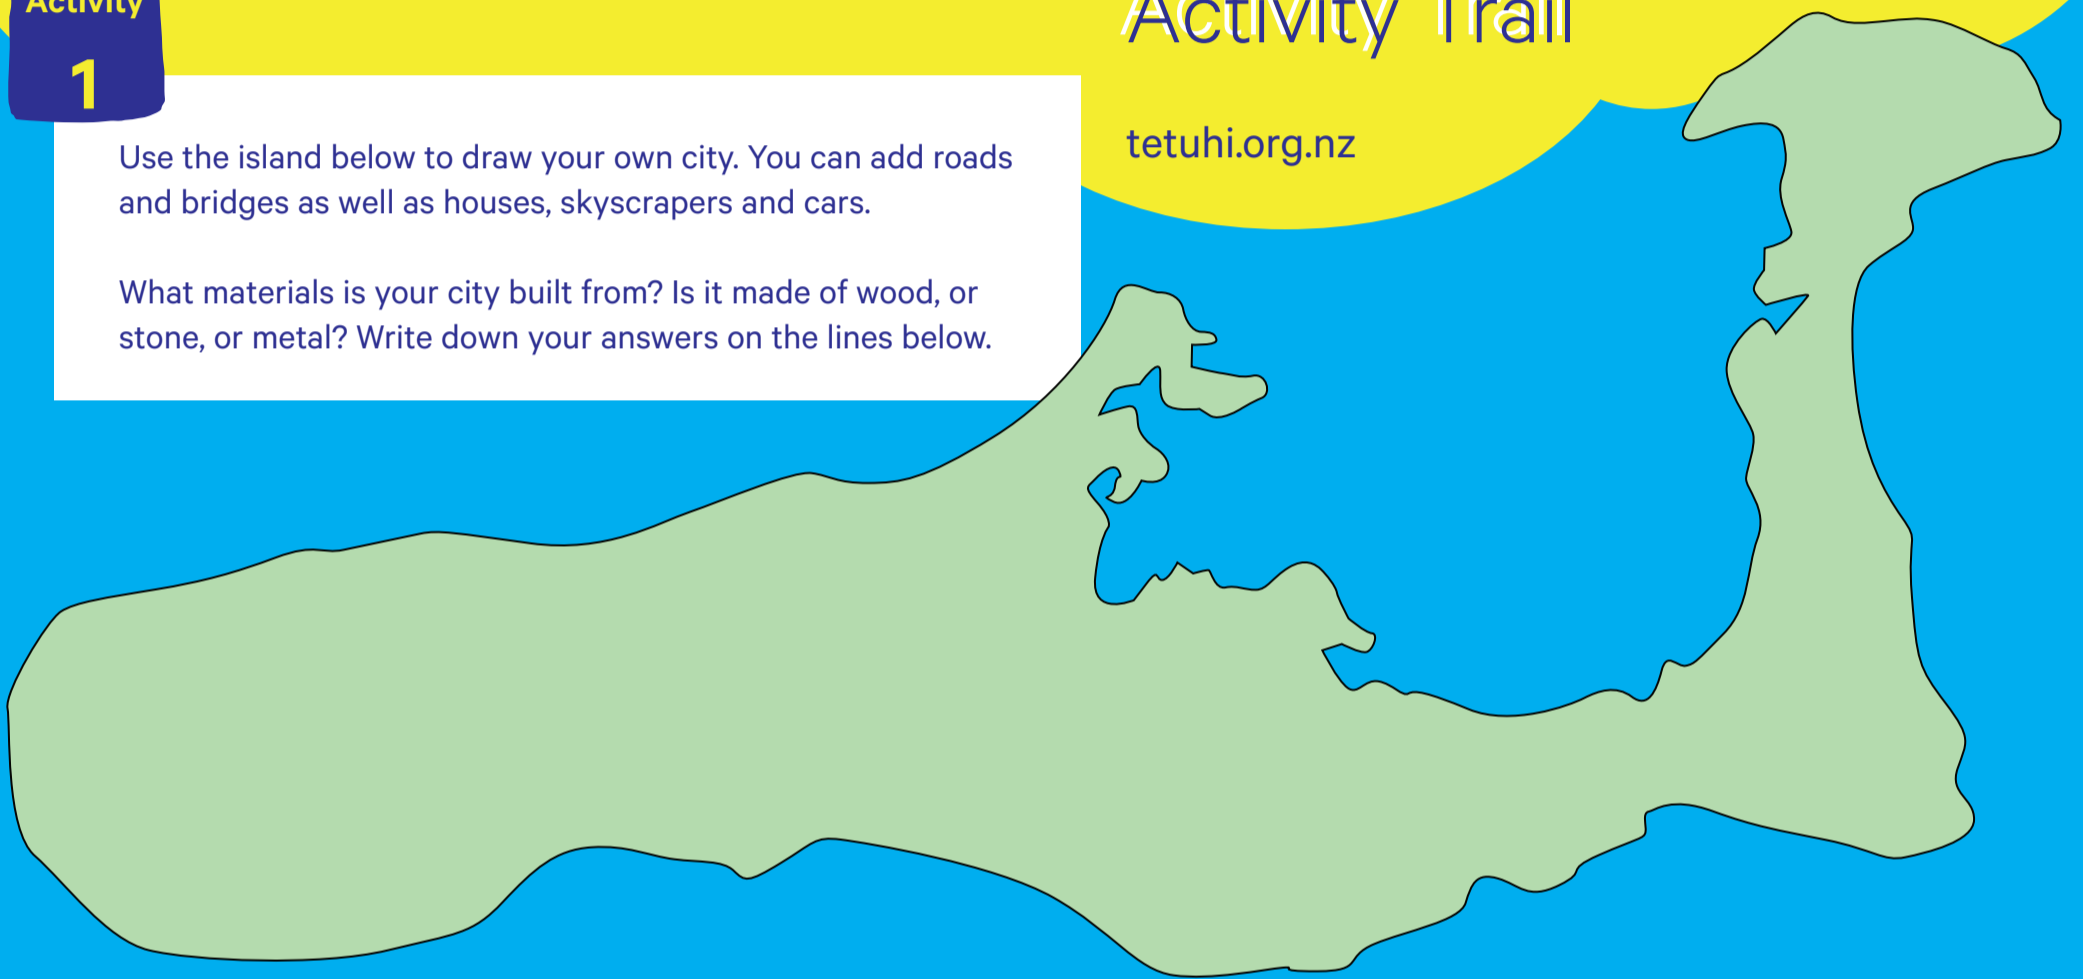 Activity
1
Activity Trail
tetuhi.org.nz
Use the island below to draw your own city. You can add roads
and bridges as well as houses, skyscrapers and cars.
What materials is your city built from? Is it made of wood, or
stone, or metal? Write down your answers on the lines below.